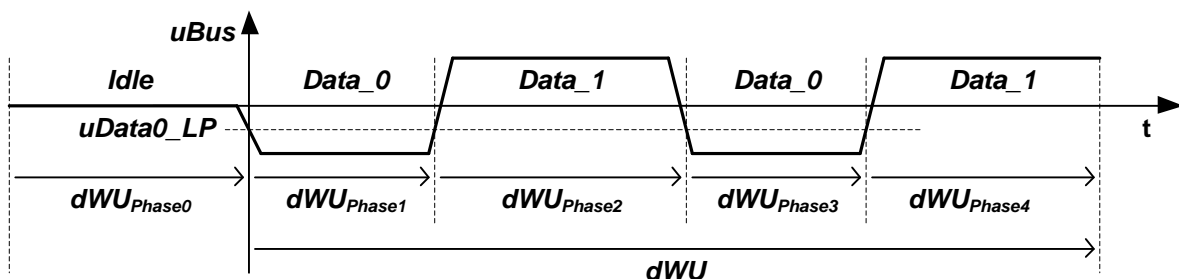 uBus
Idle Data_0 Data_1 Data_0 Data_1
uData0_LP t
dWUPhase0 dWUPhase1 dWUPhase2 dWUPhase3 dWUPhase4
dWU